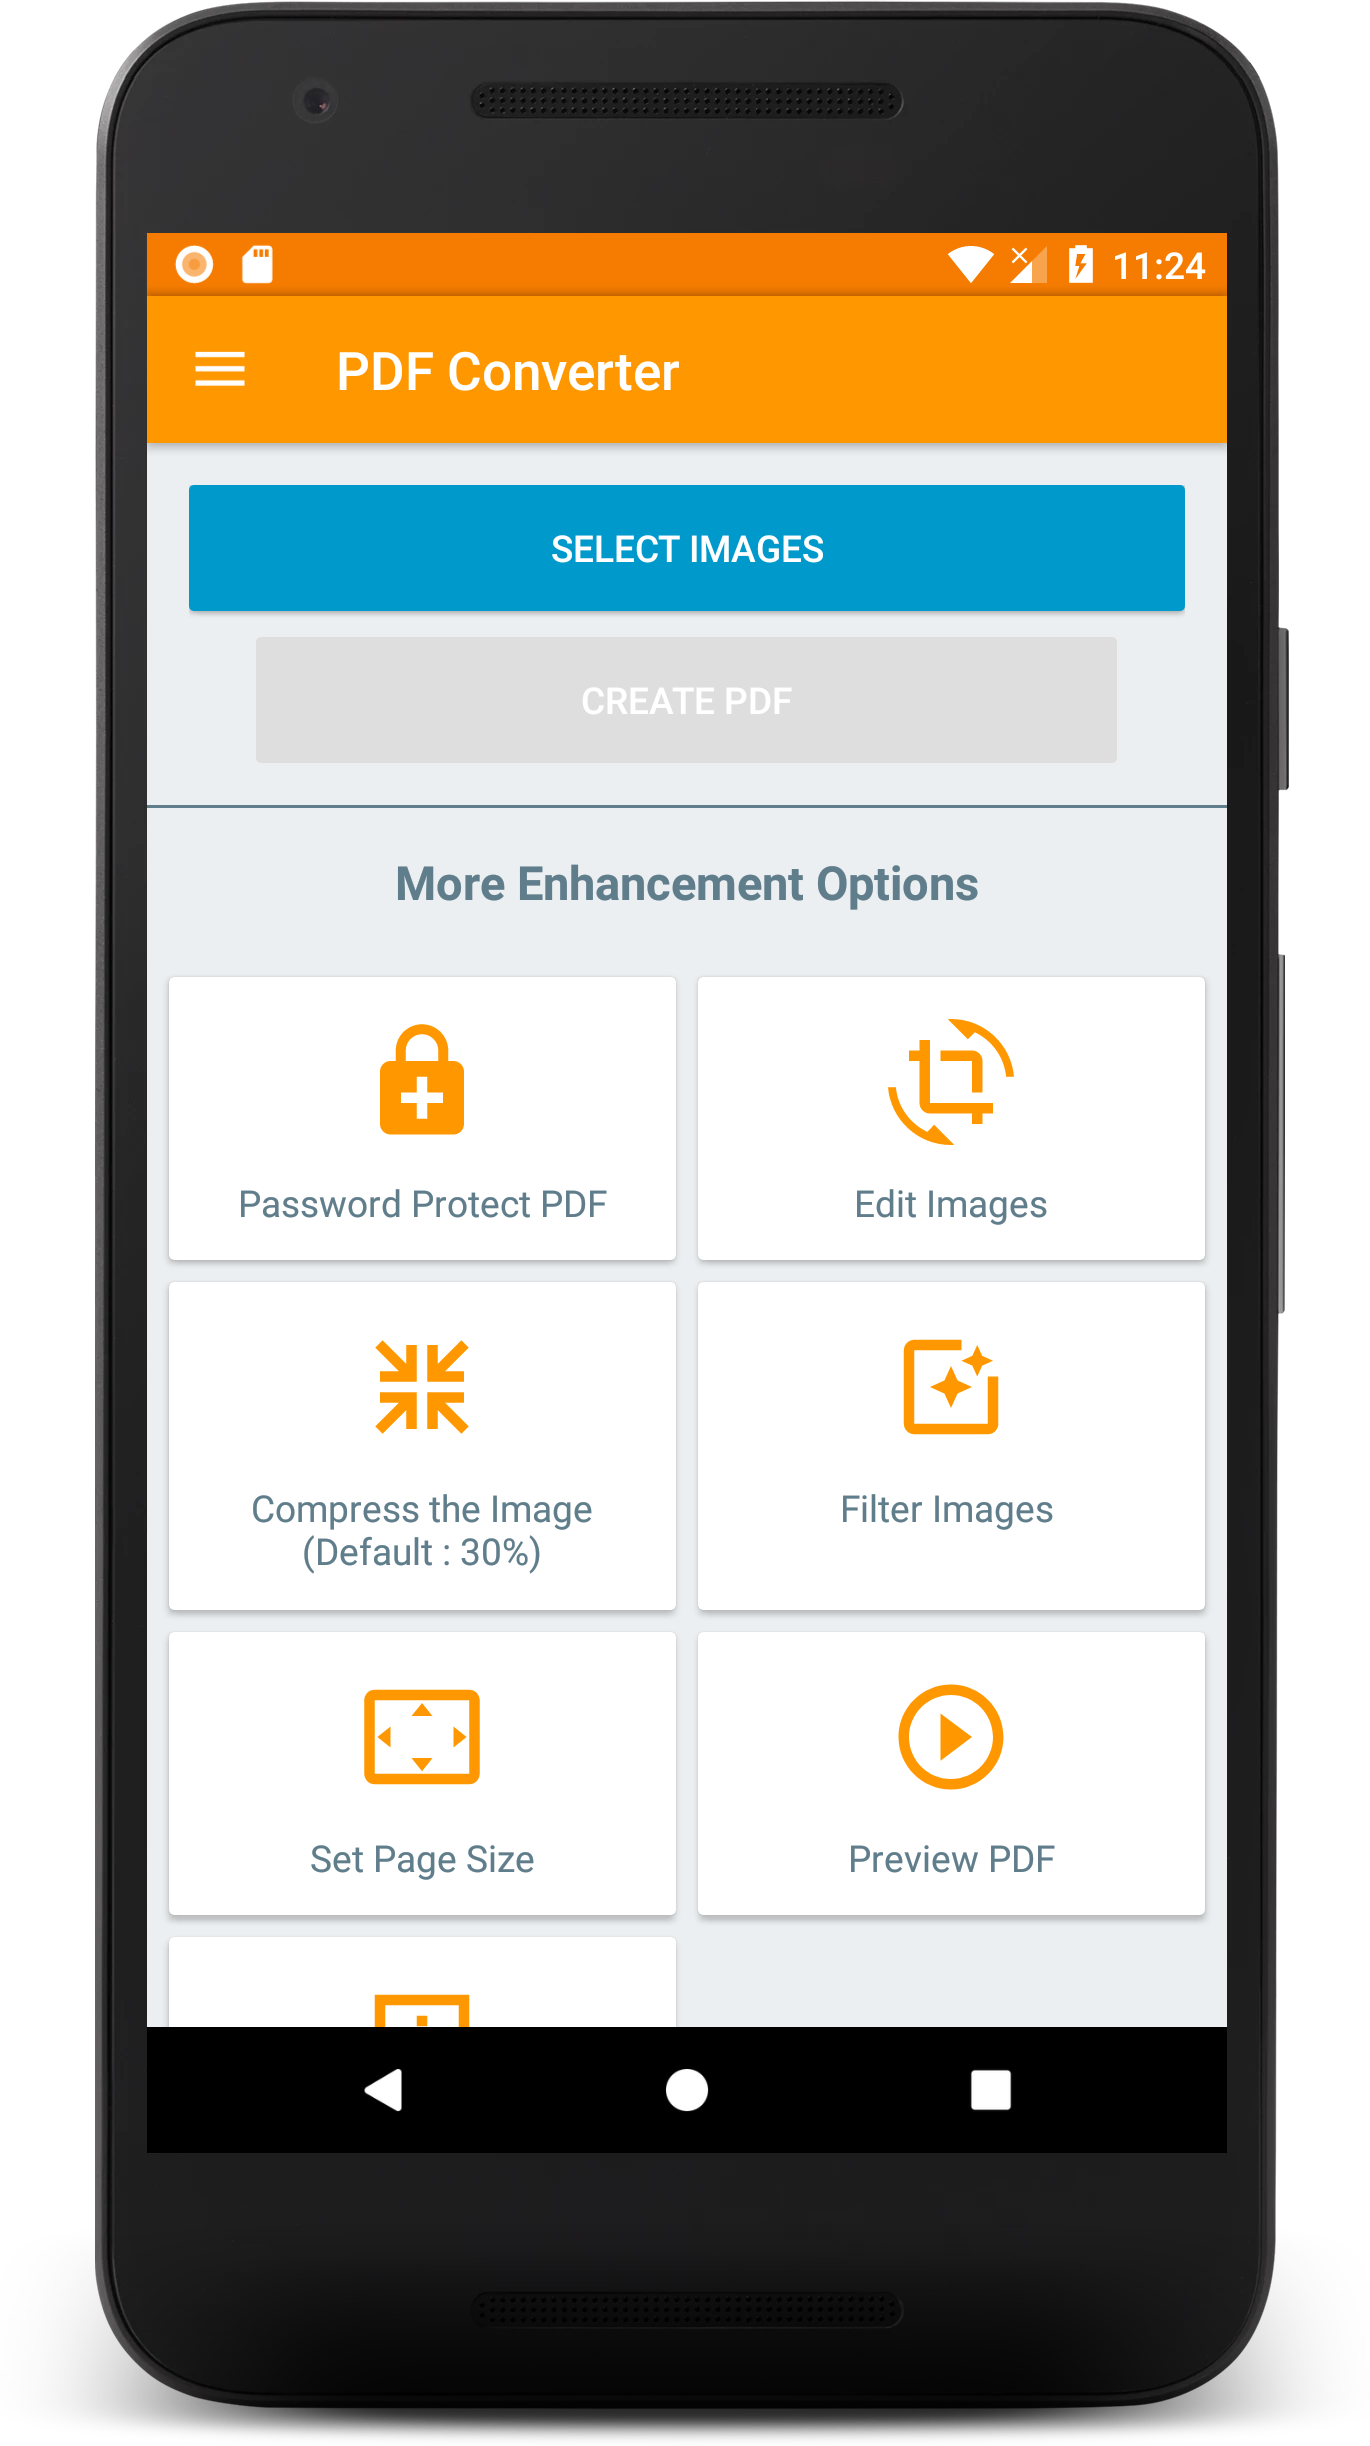 11:24
PDF Converter
SELECT IMAGES
CREATE PDF
More Enhancement Options
Password Protect PDF
Edit Images
Compress the Image
(Default : 30%)
Filter Images
Set Page Size
Preview PDF